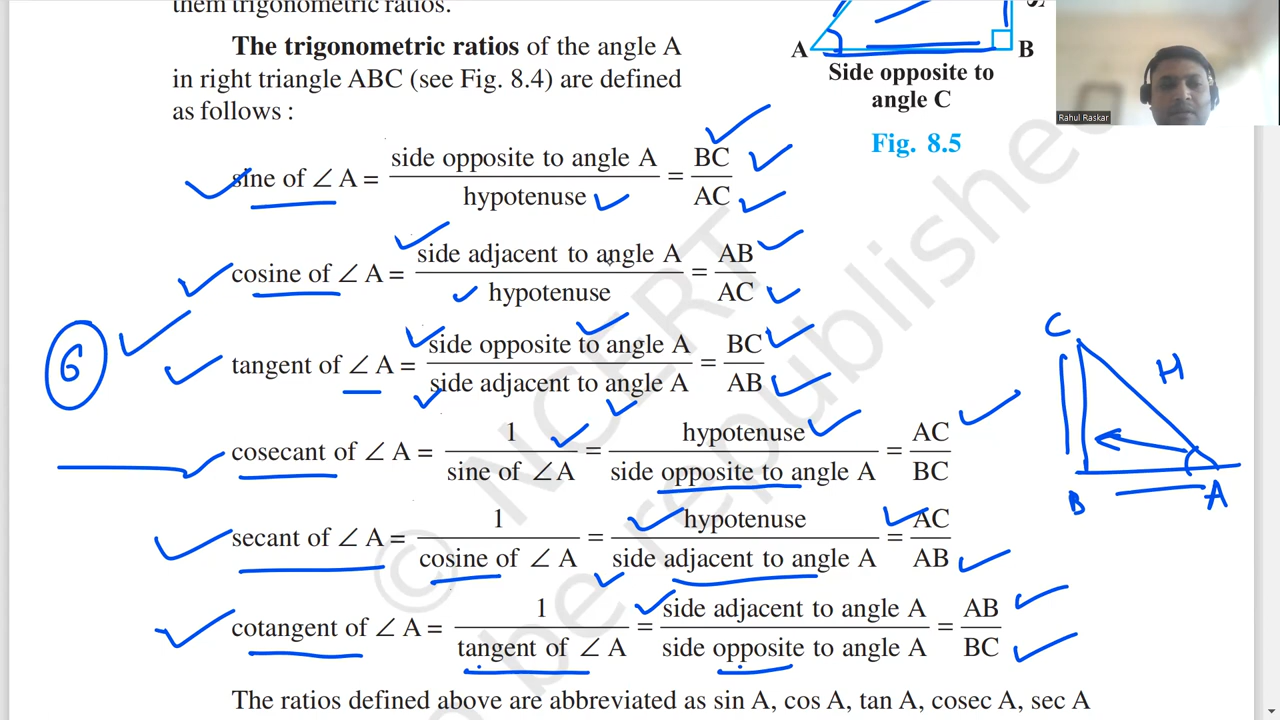 them trigonometric ratios.
The trigonometric ratios of the angle A
in right triangle ABC (see Fig. 8.4) are defined
as follows :
A
B
Side opposite to
angle C
Fig. 8.5
Rahul Raskar
sine of ∠ A = side opposite to angle A / hypotenuse = BC / AC
cosine of ∠ A = side adjacent to angle A / hypotenuse = AB / AC
6
tangent of ∠ A = side opposite to angle A / side adjacent to angle A = BC / AB
cosecant of ∠ A = 1 / sine of ∠ A = hypotenuse / side opposite to angle A = AC / BC
secant of ∠ A = 1 / cosine of ∠ A = hypotenuse / side adjacent to angle A = AC / AB
cotangent of ∠ A = 1 / tangent of ∠ A = side adjacent to angle A / side opposite to angle A = AB / BC
C
H
B
A
The ratios defined above are abbreviated as sin A, cos A, tan A, cosec A, sec A
© NCERT
be republished